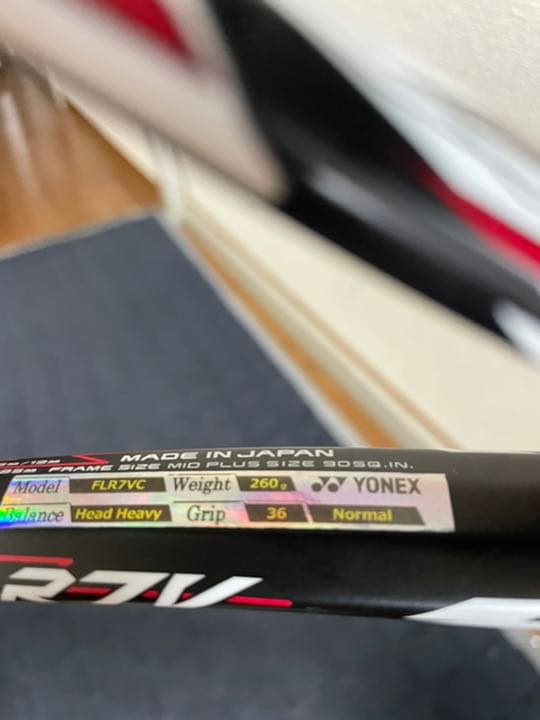 MADE IN JAPAN
FRAME SIZE MID PLUS SIZE 90SQ.IN.
Model FLR7VC Weight 260g YONEX
Balance Head Heavy Grip 36 Normal
R7V